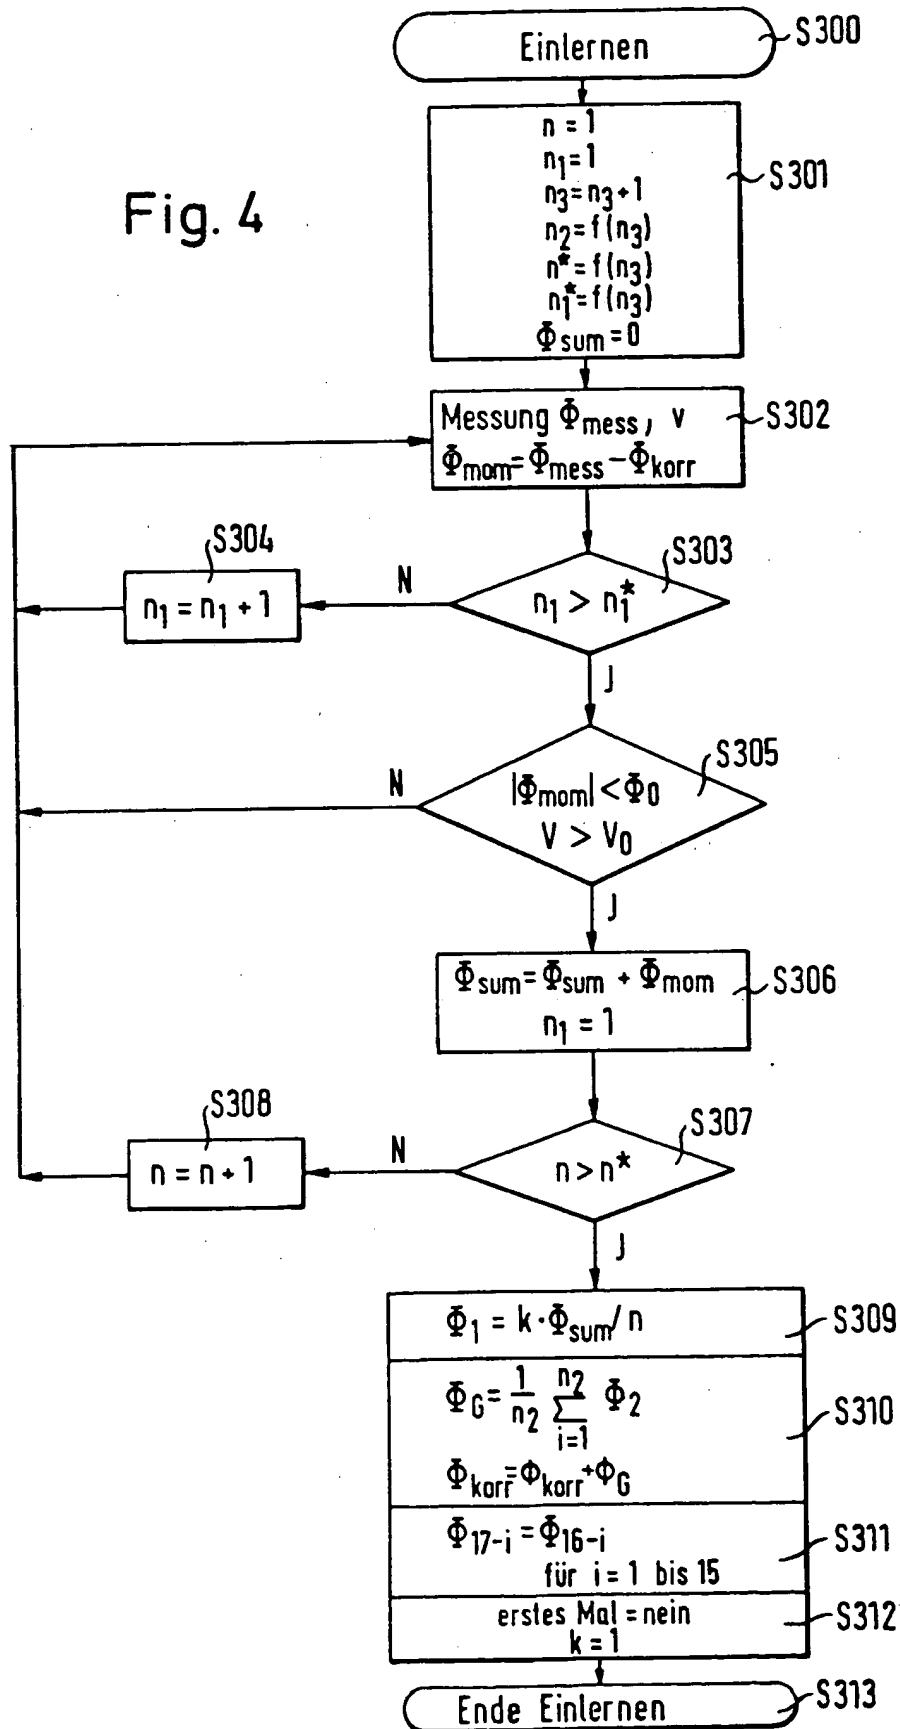 Fig. 4
Einlernen
S300
n = 1
n₁ = 1
n₃ = n₃ + 1
n₂ = f(n₃)
n* = f(n₃)
n₁* = f(n₃)
Φsum = 0
S301
Messung Φmess, v
Φmom = Φmess − Φkorr
S302
n₁ > n₁*
S303
N
S304
n₁ = n₁ + 1
J
|Φmom| < Φ0
V > V0
S305
N
J
Φsum = Φsum + Φmom
n₁ = 1
S306
n > n*
S307
N
S308
n = n + 1
J
Φ₁ = k · Φsum / n
S309
ΦG = 1/n₂ n₂ ∑ i=1 Φ₂
Φkorr = Φkorr + ΦG
S310
Φ17-i = Φ16-i
für i = 1 bis 15
S311
erstes Mal = nein
k = 1
S312
Ende Einlernen
S313